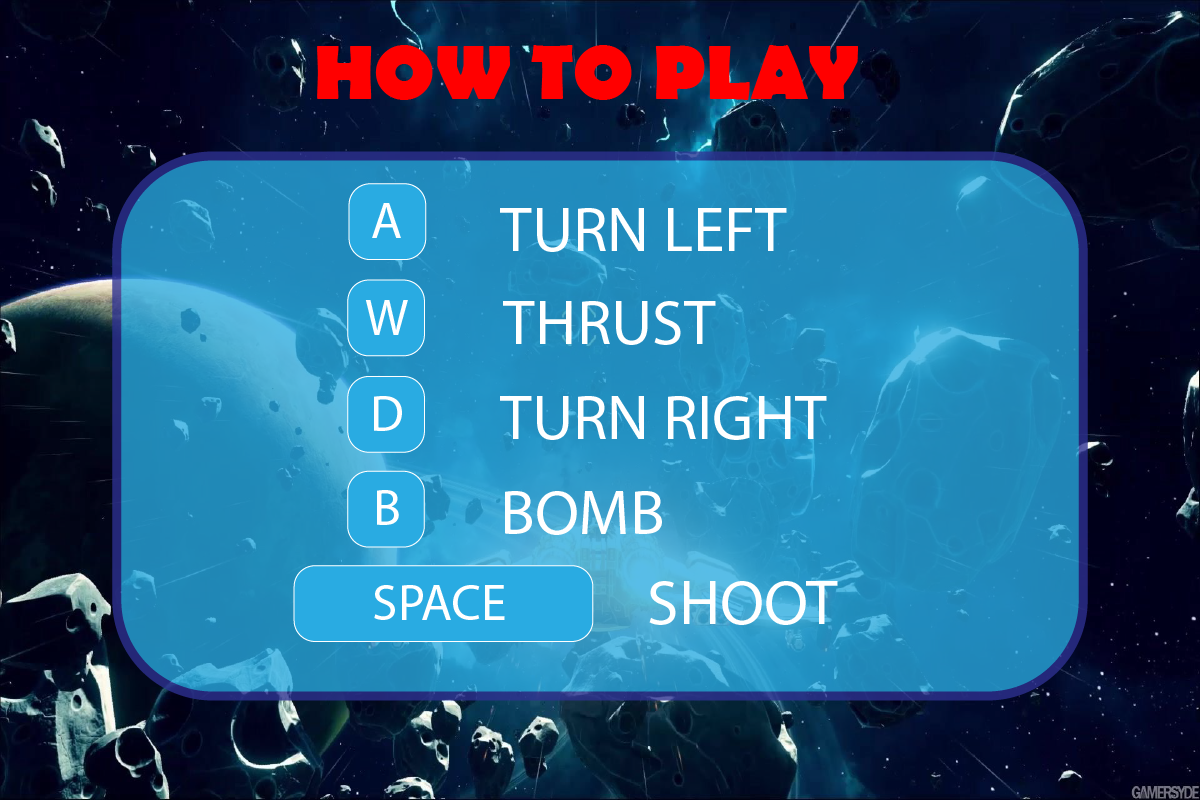 HOW TO PLAY
A TURN LEFT
W THRUST
D TURN RIGHT
B BOMB
SPACE SHOOT
GAMERSYDE